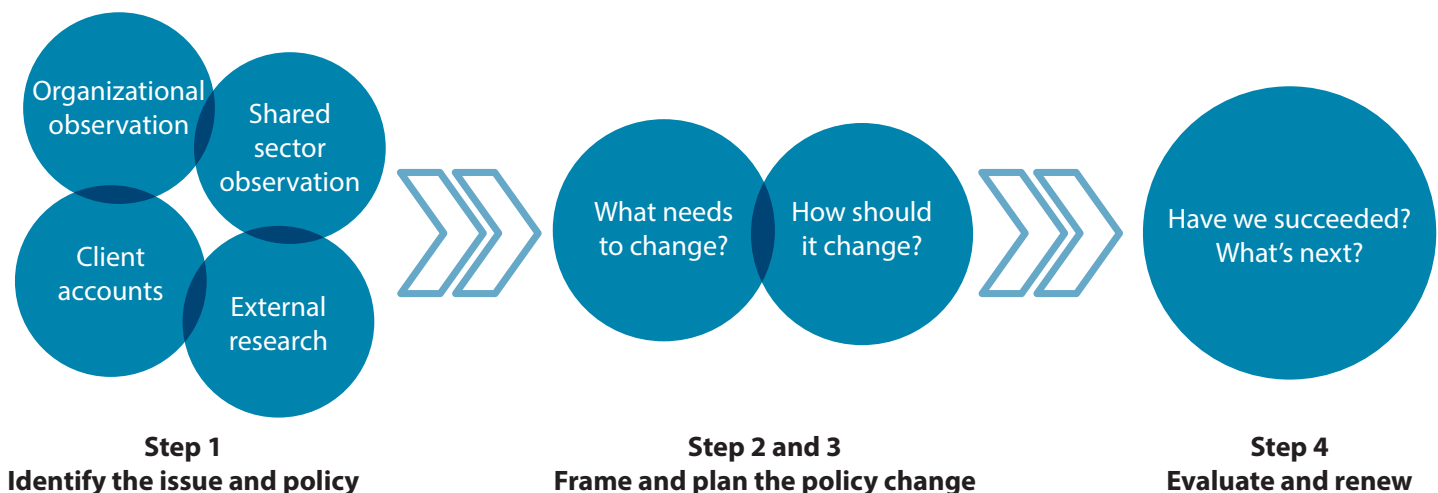 Organizational
observation
Shared
sector
observation
Client
accounts
External
research
What needs
to change?
How should
it change?
Have we succeeded?
What's next?
Step 1
Identify the issue and policy
Step 2 and 3
Frame and plan the policy change
Step 4
Evaluate and renew